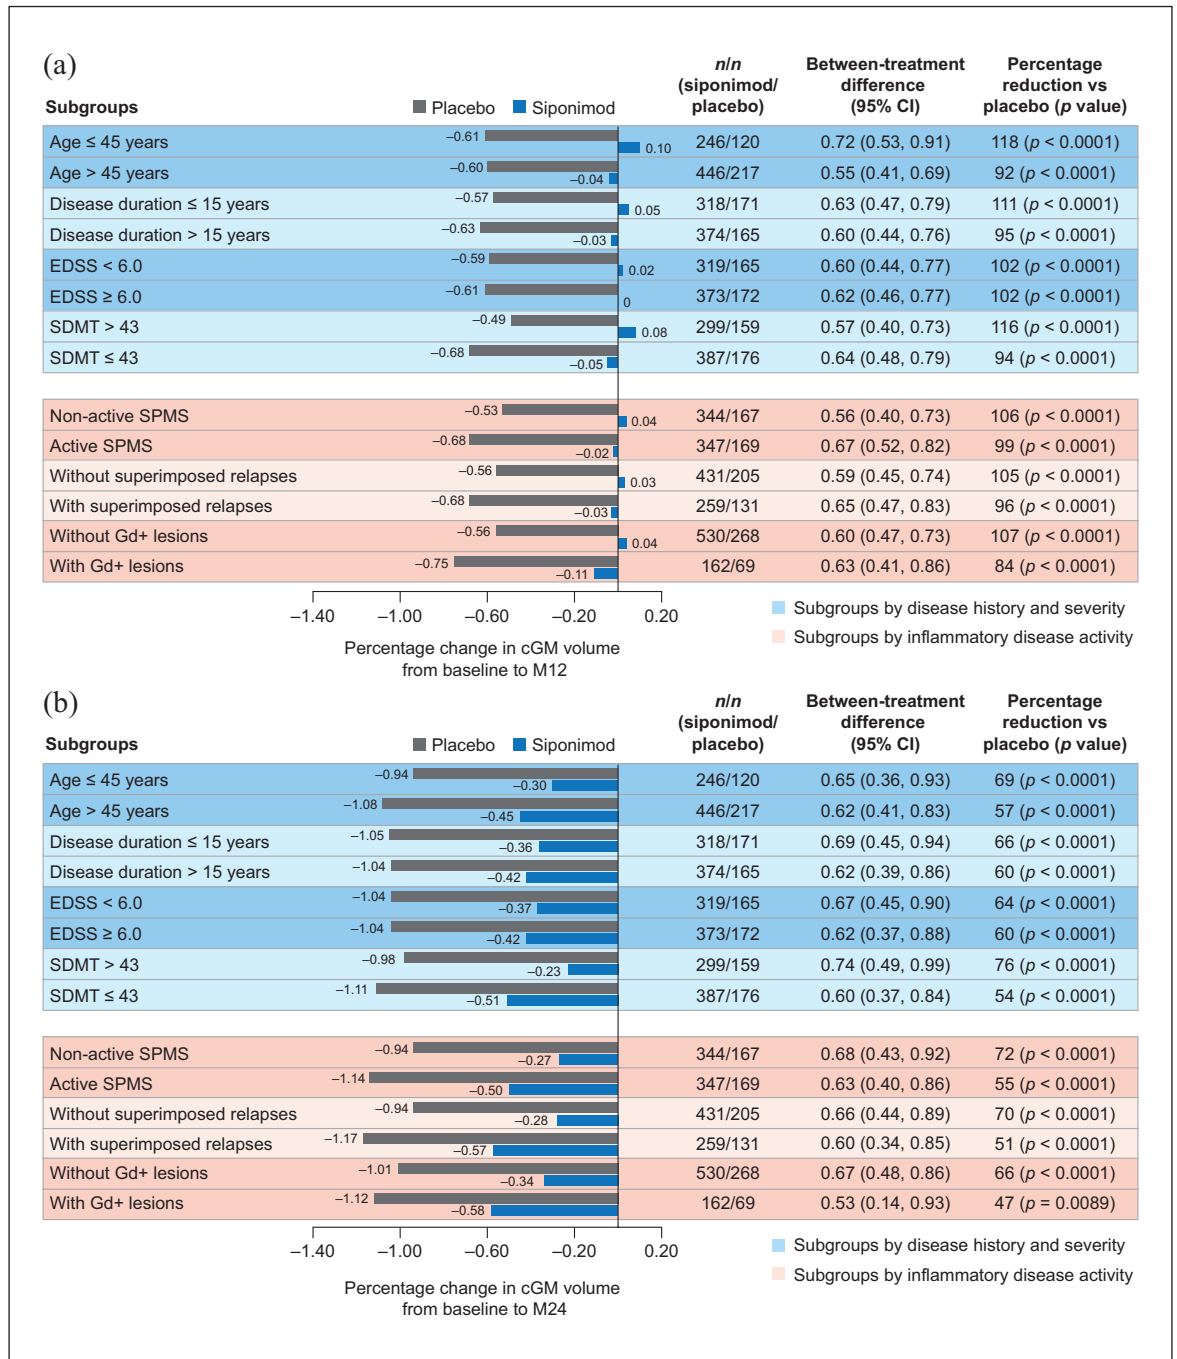 (a)
n/n (siponimod/ placebo)
Between-treatment difference (95% CI)
Percentage reduction vs placebo (p value)
Subgroups
Placebo Siponimod
Age ≤ 45 years –0.61 0.10 246/120 0.72 (0.53, 0.91) 118 (p < 0.0001)
Age > 45 years –0.60 –0.04 446/217 0.55 (0.41, 0.69) 92 (p < 0.0001)
Disease duration ≤ 15 years –0.57 0.05 318/171 0.63 (0.47, 0.79) 111 (p < 0.0001)
Disease duration > 15 years –0.63 –0.03 374/165 0.60 (0.44, 0.76) 95 (p < 0.0001)
EDSS < 6.0 –0.59 0.02 319/165 0.60 (0.44, 0.77) 102 (p < 0.0001)
EDSS ≥ 6.0 –0.61 0 373/172 0.62 (0.46, 0.77) 102 (p < 0.0001)
SDMT > 43 –0.49 0.08 299/159 0.57 (0.40, 0.73) 116 (p < 0.0001)
SDMT ≤ 43 –0.68 –0.05 387/176 0.64 (0.48, 0.79) 94 (p < 0.0001)
Non-active SPMS –0.53 0.04 344/167 0.56 (0.40, 0.73) 106 (p < 0.0001)
Active SPMS –0.68 –0.02 347/169 0.67 (0.52, 0.82) 99 (p < 0.0001)
Without superimposed relapses –0.56 0.03 431/205 0.59 (0.45, 0.74) 105 (p < 0.0001)
With superimposed relapses –0.68 –0.03 259/131 0.65 (0.47, 0.83) 96 (p < 0.0001)
Without Gd+ lesions –0.56 0.04 530/268 0.60 (0.47, 0.73) 107 (p < 0.0001)
With Gd+ lesions –0.75 –0.11 162/69 0.63 (0.41, 0.86) 84 (p < 0.0001)
–1.40 –1.00 –0.60 –0.20 0.20
Percentage change in cGM volume
from baseline to M12
Subgroups by disease history and severity
Subgroups by inflammatory disease activity
(b)
n/n (siponimod/ placebo)
Between-treatment difference (95% CI)
Percentage reduction vs placebo (p value)
Subgroups
Placebo Siponimod
Age ≤ 45 years –0.94 –0.30 246/120 0.65 (0.36, 0.93) 69 (p < 0.0001)
Age > 45 years –1.08 –0.45 446/217 0.62 (0.41, 0.83) 57 (p < 0.0001)
Disease duration ≤ 15 years –1.05 –0.36 318/171 0.69 (0.45, 0.94) 66 (p < 0.0001)
Disease duration > 15 years –1.04 –0.42 374/165 0.62 (0.39, 0.86) 60 (p < 0.0001)
EDSS < 6.0 –1.04 –0.37 319/165 0.67 (0.45, 0.90) 64 (p < 0.0001)
EDSS ≥ 6.0 –1.04 –0.42 373/172 0.62 (0.37, 0.88) 60 (p < 0.0001)
SDMT > 43 –0.98 –0.23 299/159 0.74 (0.49, 0.99) 76 (p < 0.0001)
SDMT ≤ 43 –1.11 –0.51 387/176 0.60 (0.37, 0.84) 54 (p < 0.0001)
Non-active SPMS –0.94 –0.27 344/167 0.68 (0.43, 0.92) 72 (p < 0.0001)
Active SPMS –1.14 –0.50 347/169 0.63 (0.40, 0.86) 55 (p < 0.0001)
Without superimposed relapses –0.94 –0.28 431/205 0.66 (0.44, 0.89) 70 (p < 0.0001)
With superimposed relapses –1.17 –0.57 259/131 0.60 (0.34, 0.85) 51 (p < 0.0001)
Without Gd+ lesions –1.01 –0.34 530/268 0.67 (0.48, 0.86) 66 (p < 0.0001)
With Gd+ lesions –1.12 –0.58 162/69 0.53 (0.14, 0.93) 47 (p = 0.0089)
–1.40 –1.00 –0.60 –0.20 0.20
Percentage change in cGM volume
from baseline to M24
Subgroups by disease history and severity
Subgroups by inflammatory disease activity